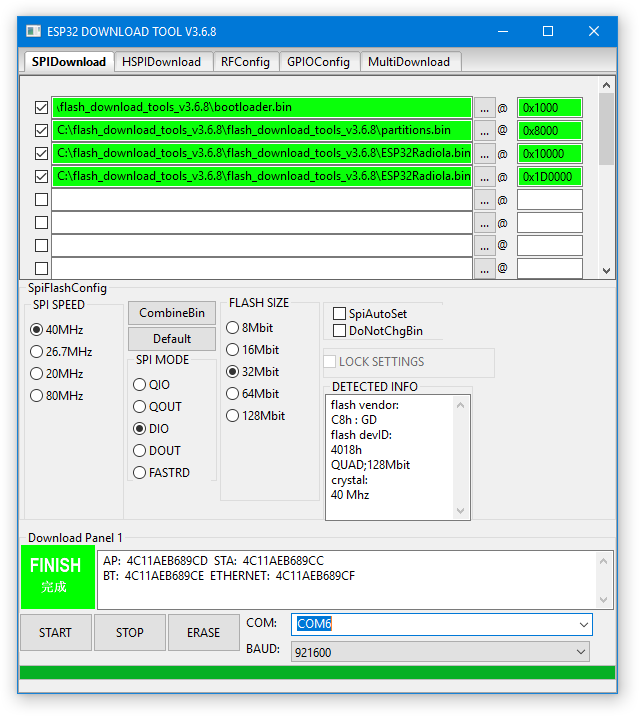 ESP32 DOWNLOAD TOOL V3.6.8
SPIDownload HSPIDownload RFConfig GPIOConfig MultiDownload
\flash_download_tools_v3.6.8\bootloader.bin ... @ 0x1000
C:\flash_download_tools_v3.6.8\flash_download_tools_v3.6.8\partitions.bin ... @ 0x8000
C:\flash_download_tools_v3.6.8\flash_download_tools_v3.6.8\ESP32Radiola.bin ... @ 0x10000
C:\flash_download_tools_v3.6.8\flash_download_tools_v3.6.8\ESP32Radiola.bin ... @ 0x1D0000
... @
... @
... @
... @
SpiFlashConfig
SPI SPEED
40MHz
26.7MHz
20MHz
80MHz
CombineBin
Default
SPI MODE
QIO
QOUT
DIO
DOUT
FASTRD
FLASH SIZE
8Mbit
16Mbit
32Mbit
64Mbit
128Mbit
SpiAutoSet
DoNotChgBin
LOCK SETTINGS
DETECTED INFO
flash vendor:
C8h : GD
flash devID:
4018h
QUAD;128Mbit
crystal:
40 Mhz
Download Panel 1
FINISH
完成
AP: 4C11AEB689CD STA: 4C11AEB689CC
BT: 4C11AEB689CE ETHERNET: 4C11AEB689CF
START STOP ERASE
COM: COM6
BAUD: 921600